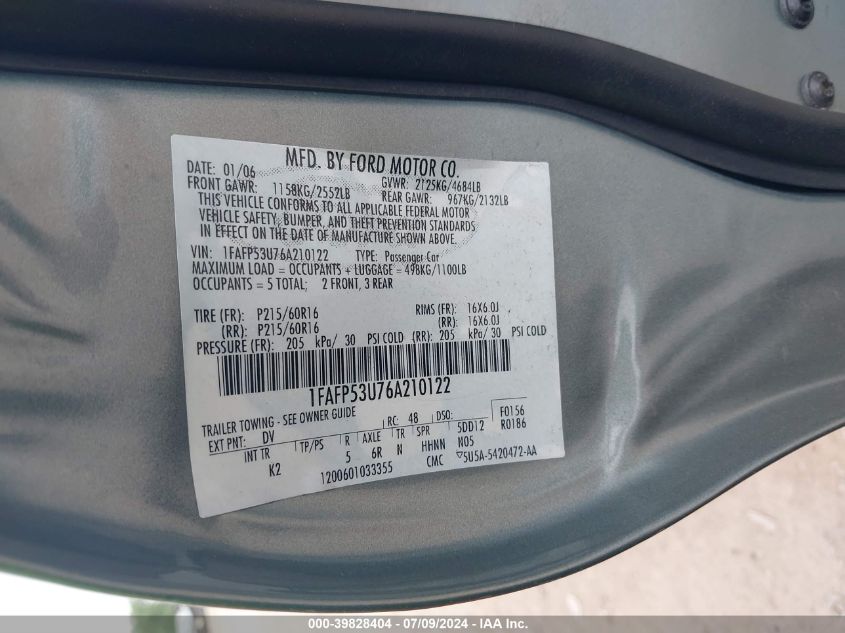 MFD. BY FORD MOTOR CO.
DATE: 01/06 GVWR: 2125KG/4684LB
FRONT GAWR: 1158KG/2552LB REAR GAWR: 967KG/2132LB
THIS VEHICLE CONFORMS TO ALL APPLICABLE FEDERAL MOTOR
VEHICLE SAFETY, BUMPER, AND THEFT PREVENTION STANDARDS
IN EFFECT ON THE DATE OF MANUFACTURE SHOWN ABOVE.
VIN: 1FAFP53U76A210122 TYPE: Passenger Car
MAXIMUM LOAD = OCCUPANTS + LUGGAGE = 498KG/1100LB
OCCUPANTS = 5 TOTAL; 2 FRONT, 3 REAR
TIRE (FR): P215/60R16 RIMS (FR): 16X6.0J
(RR): P215/60R16 (RR): 16X6.0J
PRESSURE (FR): 205 kPa/ 30 PSI COLD (RR): 205 kPa/ 30 PSI COLD
1FAFP53U76A210122
TRAILER TOWING - SEE OWNER GUIDE
EXT PNT: DV RC: 48 DSO: F0156
INT TR TP/PS R AXLE TR SPR 5DD12 R0186
K2 5 6R N HHNN N05
1200601033355 CMC ▽5U5A-5420472-AA
000-39828404 - 07/09/2024 - IAA Inc.